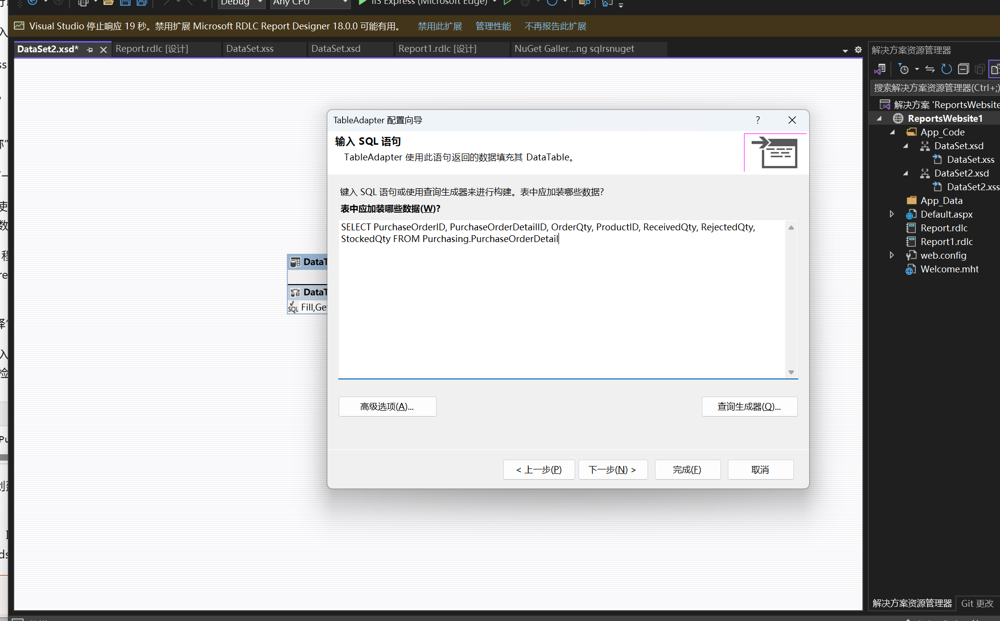 Debug
Any CPU
IIS Express (Microsoft Edge)
Visual Studio 停止响应 19 秒。禁用扩展 Microsoft RDLC Report Designer 18.0.0 可能有用。 禁用此扩展 管理性能 不再报告此扩展
DataSet2.xsd*
Report.rdlc [设计]
DataSet.xss
DataSet.xsd
Report1.rdlc [设计]
NuGet Galler...ng sqlrsnuget
TableAdapter 配置向导
?
输入 SQL 语句
TableAdapter 使用此语句返回的数据填充其 DataTable。
键入 SQL 语句或使用查询生成器来进行构建。表中应加装哪些数据?
表中应加装哪些数据(W)?
SELECT PurchaseOrderID, PurchaseOrderDetailID, OrderQty, ProductID, ReceivedQty, RejectedQty,
StockedQty FROM Purchasing.PurchaseOrderDetail
高级选项(A)...
查询生成器(Q)...
< 上一步(P)
下一步(N) >
完成(F)
取消
DataT
DataT
SQL
Fill,Ge
解决方案资源管理器
搜索解决方案资源管理器(Ctrl+;)
解决方案 'ReportsWebsite
ReportsWebsite1
App_Code
DataSet.xsd
DataSet.xss
DataSet2.xsd
DataSet2.xss
App_Data
Default.aspx
Report.rdlc
Report1.rdlc
web.config
Welcome.mht
解决方案资源管理器
Git 更改